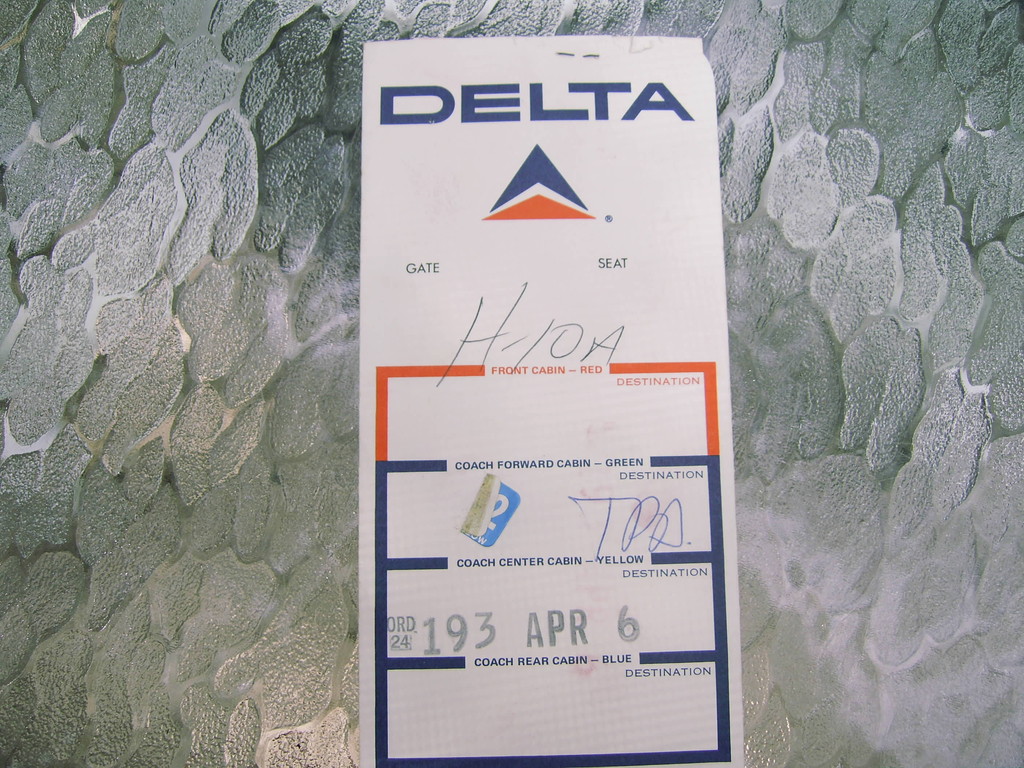 DELTA
®
GATE SEAT
H-10A
FRONT CABIN – RED
DESTINATION
COACH FORWARD CABIN – GREEN
DESTINATION
TPA.
COACH CENTER CABIN – YELLOW
DESTINATION
ORD 193 APR 6
24
COACH REAR CABIN – BLUE
DESTINATION